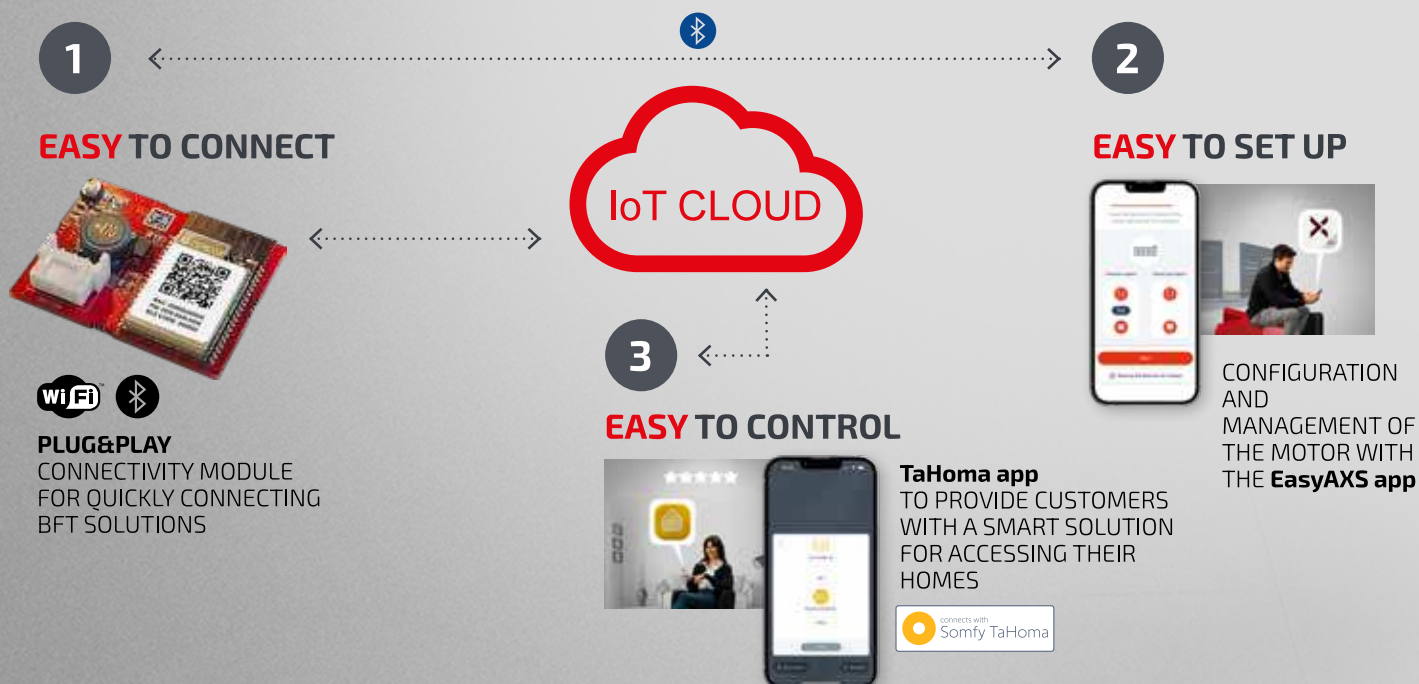 1
2
EASY TO CONNECT
IoT CLOUD
EASY TO SET UP
3
WiFi
PLUG&PLAY
CONNECTIVITY MODULE
FOR QUICKLY CONNECTING
BFT SOLUTIONS
EASY TO CONTROL
TaHoma app
TO PROVIDE CUSTOMERS
WITH A SMART SOLUTION
FOR ACCESSING THEIR
HOMES
connects with
Somfy TaHoma
CONFIGURATION
AND
MANAGEMENT OF
THE MOTOR WITH
THE EasyAXS app